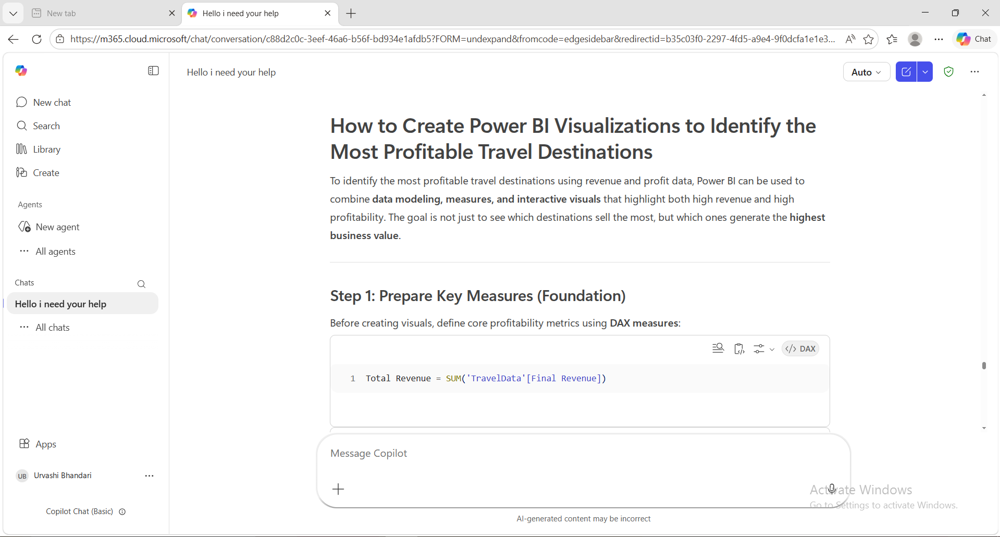 New tab
Hello i need your help
https://m365.cloud.microsoft/chat/conversation/c88d2c0c-3eef-46a6-b56f-bd934e1afdb5?FORM=undexpand&fromcode=edgesidebar&redirectid=b35c03f0-2297-4fd5-a9e4-9f0dcfa1e1e3...
Chat
Hello i need your help
Auto
New chat
Search
Library
Create
Agents
New agent
All agents
Chats
Hello i need your help
All chats
Apps
UB Urvashi Bhandari
Copilot Chat (Basic)
How to Create Power BI Visualizations to Identify the
Most Profitable Travel Destinations
To identify the most profitable travel destinations using revenue and profit data, Power BI can be used to
combine data modeling, measures, and interactive visuals that highlight both high revenue and high
profitability. The goal is not just to see which destinations sell the most, but which ones generate the highest
business value.
Step 1: Prepare Key Measures (Foundation)
Before creating visuals, define core profitability metrics using DAX measures:
</> DAX
1 Total Revenue = SUM('TravelData'[Final Revenue])
Message Copilot
Activate Windows
Go to Settings to activate Windows.
AI-generated content may be incorrect